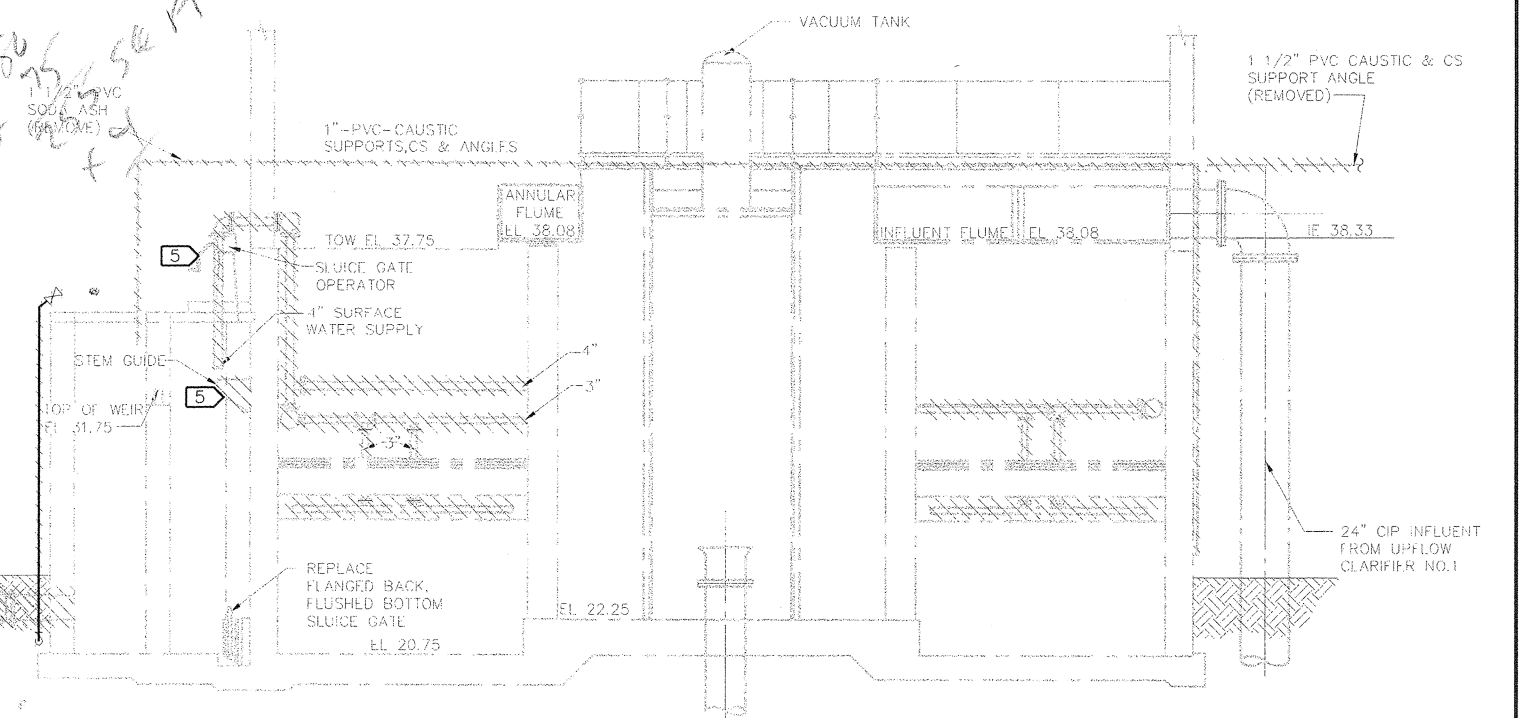 VACUUM TANK
1 1/2" PVC CAUSTIC & CS
SUPPORT ANGLE
(REMOVED)
1 1/2" PVC
SODA ASH
(REMOVE)
1"-PVC-CAUSTIC
SUPPORTS,CS & ANGLES
ANNULAR
FLUME
EL 38.08
TOW EL 37.75
INFLUENT FLUME
EL 38.08
IE 38.33
5
SLUICE GATE
OPERATOR
4" SURFACE
WATER SUPPLY
STEM GUIDE
4"
5
3"
TOP OF WEIR
EL 31.75
3"
24" CIP INFLUENT
FROM UPFLOW
CLARIFIER NO.1
REPLACE
FLANGED BACK,
FLUSHED BOTTOM
SLUICE GATE
EL 22.25
EL 20.75